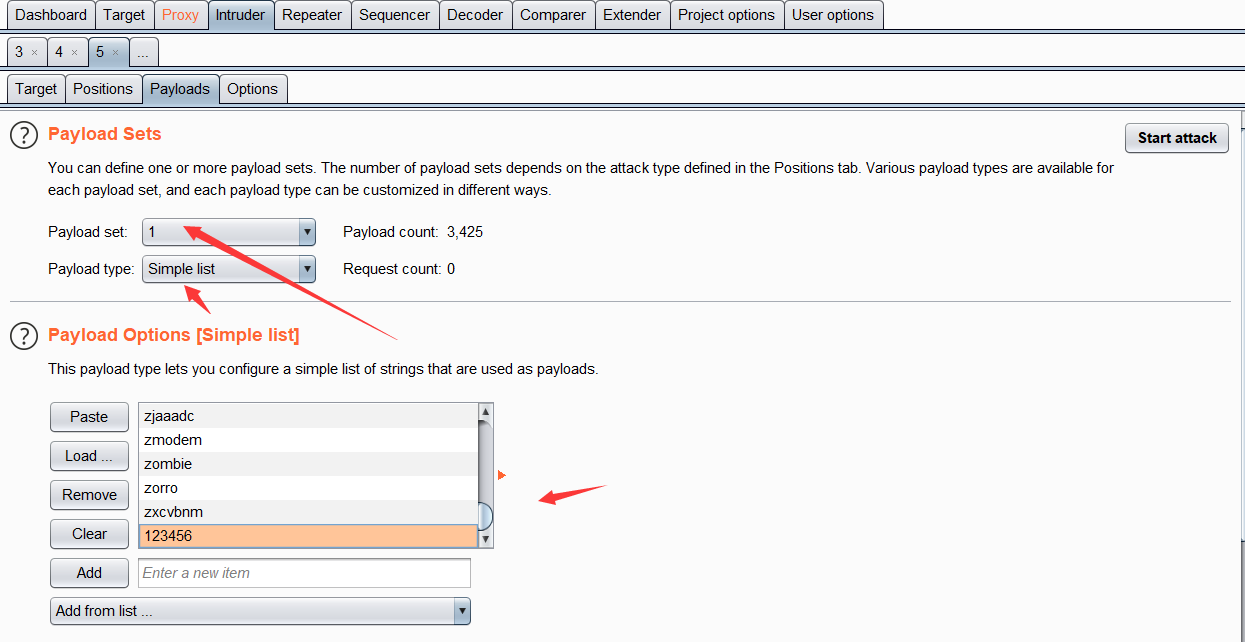 Dashboard Target Proxy Intruder Repeater Sequencer Decoder Comparer Extender Project options User options
3 × 4 × 5 × ...
Target Positions Payloads Options
? Payload Sets
Start attack
You can define one or more payload sets. The number of payload sets depends on the attack type defined in the Positions tab. Various payload types are available for
each payload set, and each payload type can be customized in different ways.
Payload set: 1 Payload count: 3,425
Payload type: Simple list Request count: 0
? Payload Options [Simple list]
This payload type lets you configure a simple list of strings that are used as payloads.
Paste zjaaadc
zmodem
Load ... zombie
Remove zorro
zxcvbnm
Clear 123456
Add Enter a new item
Add from list ...